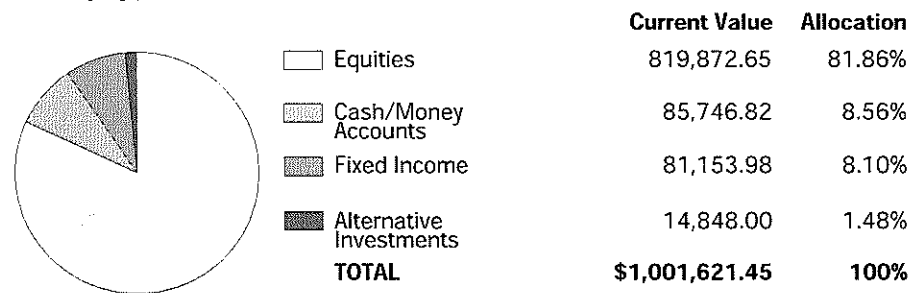 Current Value Allocation
Equities 819,872.65 81.86%
Cash/Money 85,746.82 8.56%
Accounts
Fixed Income 81,153.98 8.10%
Alternative 14,848.00 1.48%
Investments
TOTAL $1,001,621.45 100%